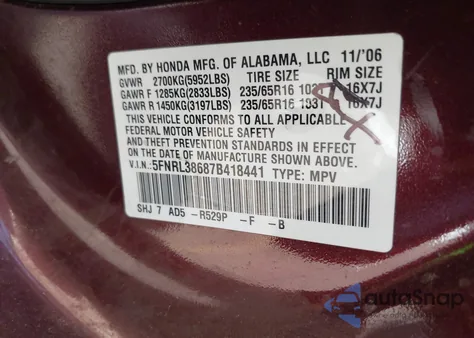 MFD. BY HONDA MFG. OF ALABAMA, LLC 11/'06
GVWR 2700KG(5952LBS) TIRE SIZE RIM SIZE
GAWR F 1285KG(2833LBS) 235/65R16 16X7J
GAWR R 1450KG(3197LBS) 235/65R16 103T 16X7J
THIS VEHICLE CONFORMS TO ALL APPLICABLE
FEDERAL MOTOR VEHICLE SAFETY
AND THEFT PREVENTION STANDARDS IN EFFECT
ON THE DATE OF MANUFACTURE SHOWN ABOVE.
V.I.N.:5FNRL38687B418441 TYPE: MPV
SHJ 7 AD5 -R529P -F -B
autoSnap